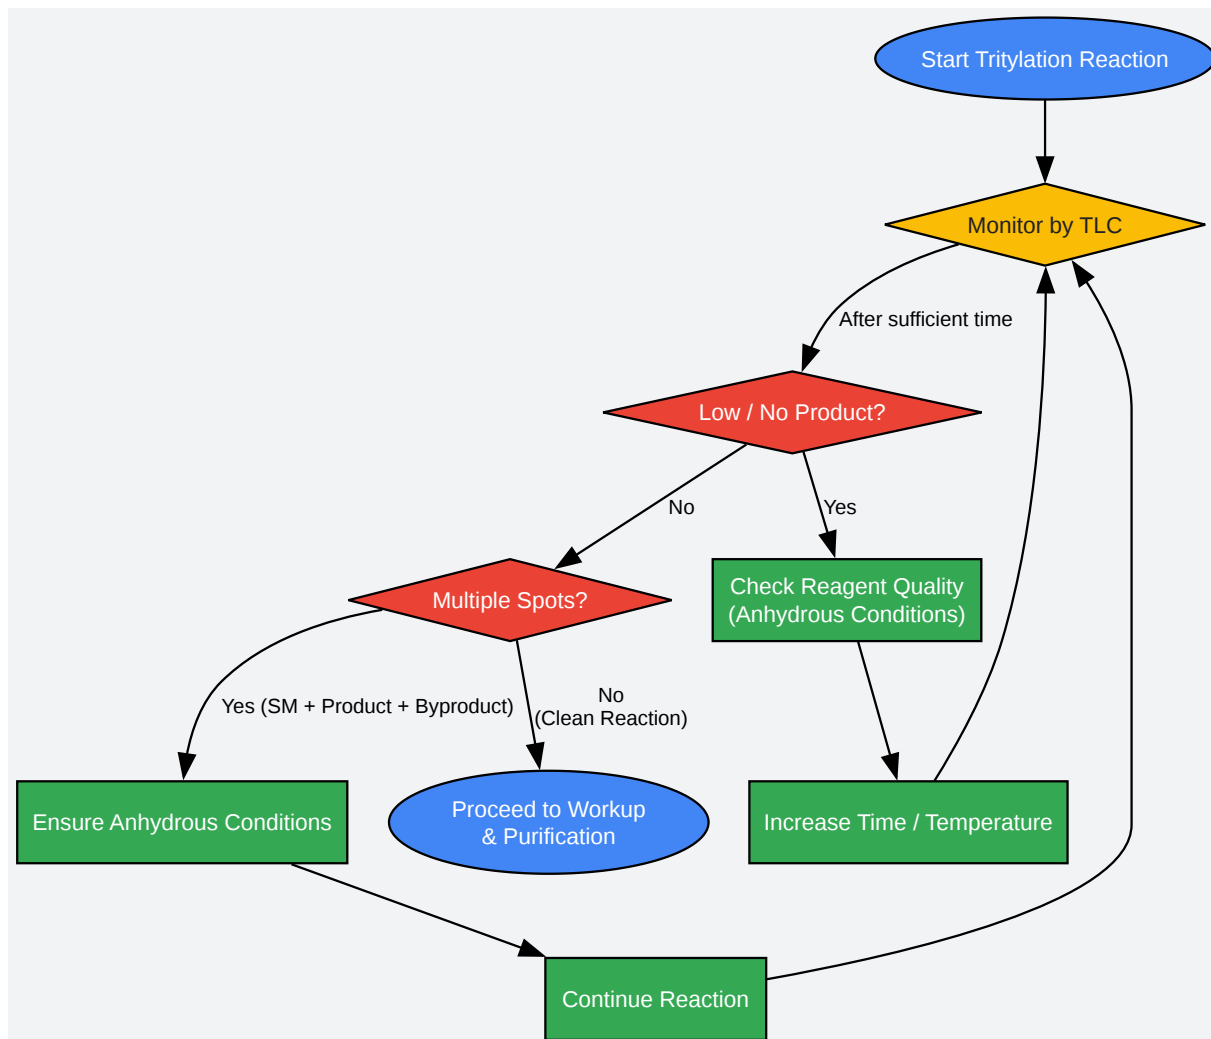 Start Tritylation Reaction
Monitor by TLC
After sufficient time
Low / No Product?
No
Yes
Multiple Spots?
Check Reagent Quality
(Anhydrous Conditions)
Yes (SM + Product + Byproduct)
No
(Clean Reaction)
Ensure Anhydrous Conditions
Proceed to Workup
& Purification
Increase Time / Temperature
Continue Reaction